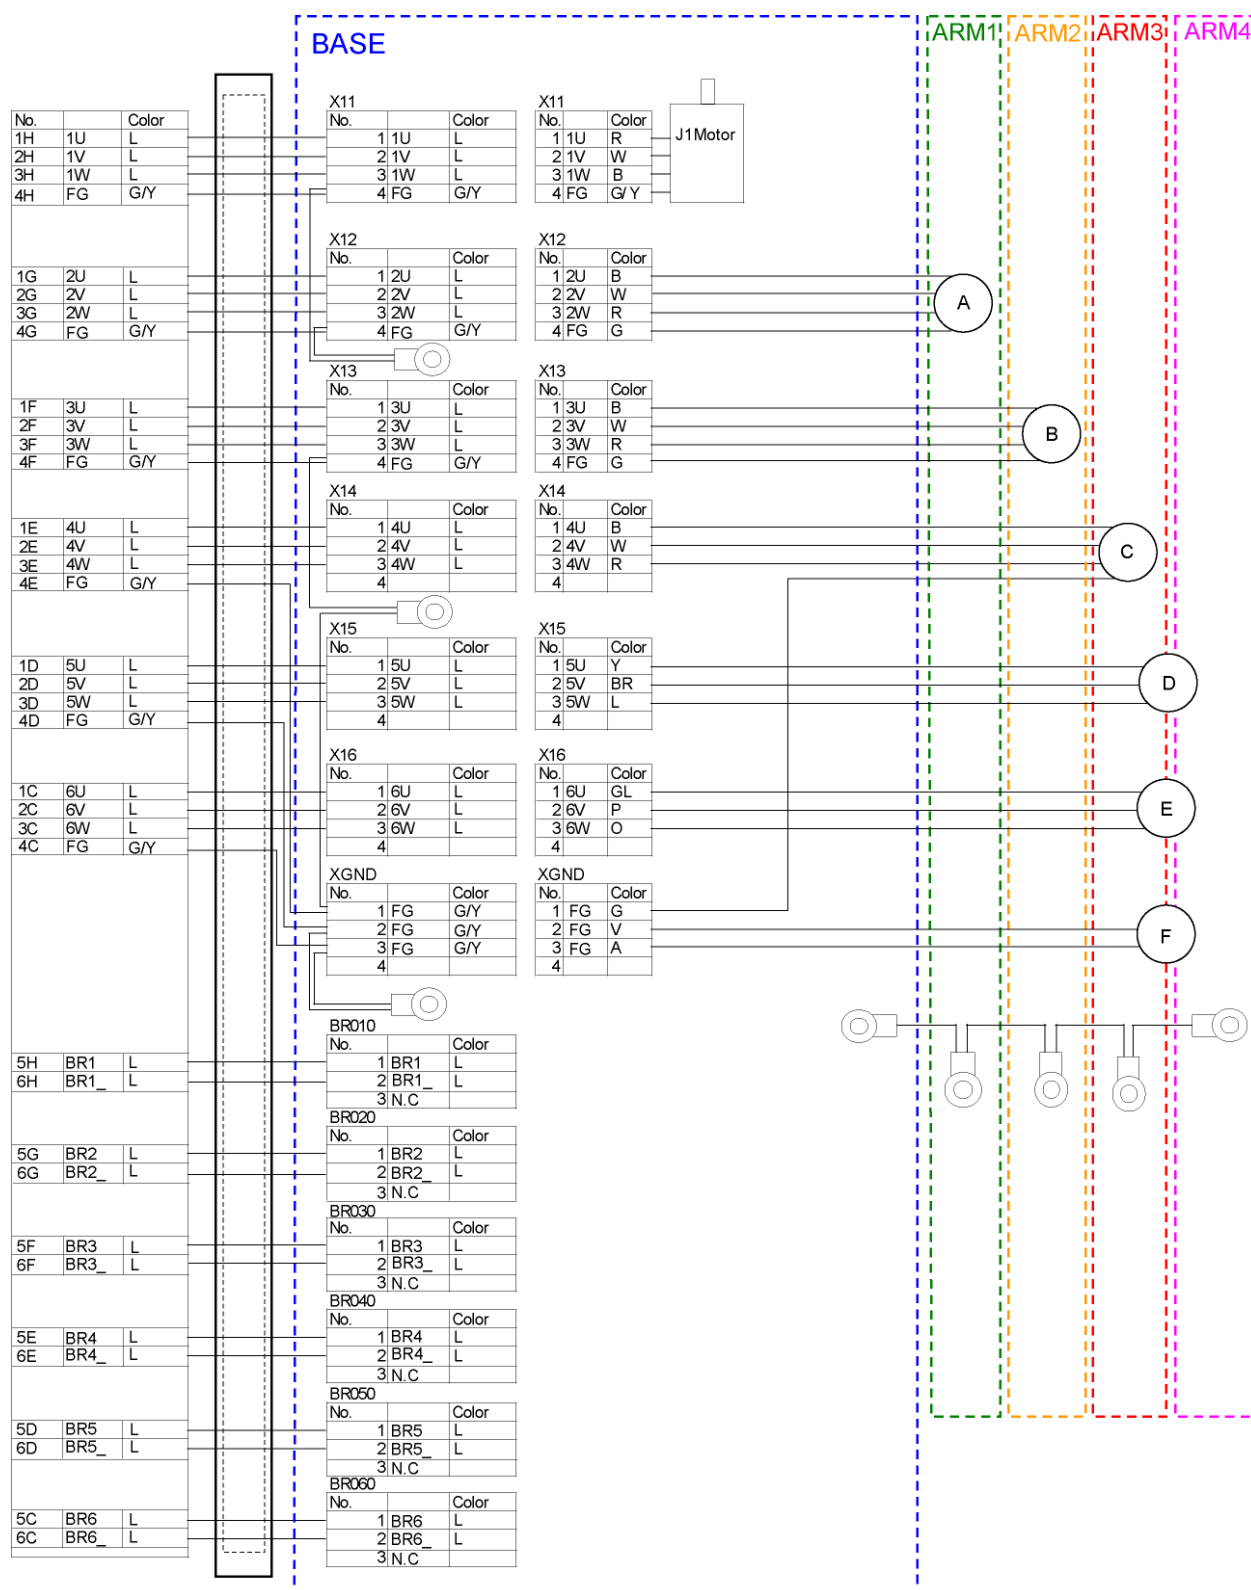 BASE
ARM1
ARM2
ARM3
ARM4
No. Color
1H 1U L
2H 1V L
3H 1W L
4H FG G/Y
1G 2U L
2G 2V L
3G 2W L
4G FG G/Y
1F 3U L
2F 3V L
3F 3W L
4F FG G/Y
1E 4U L
2E 4V L
3E 4W L
4E FG G/Y
1D 5U L
2D 5V L
3D 5W L
4D FG G/Y
1C 6U L
2C 6V L
3C 6W L
4C FG G/Y
5H BR1 L
6H BR1_ L
5G BR2 L
6G BR2_ L
5F BR3 L
6F BR3_ L
5E BR4 L
6E BR4_ L
5D BR5 L
6D BR5_ L
5C BR6 L
6C BR6_ L
X11
No. Color
1 1U L
2 1V L
3 1W L
4 FG G/Y
X12
No. Color
1 2U L
2 2V L
3 2W L
4 FG G/Y
X13
No. Color
1 3U L
2 3V L
3 3W L
4 FG G/Y
X14
No. Color
1 4U L
2 4V L
3 4W L
4
X15
No. Color
1 5U L
2 5V L
3 5W L
4
X16
No. Color
1 6U L
2 6V L
3 6W L
4
XGND
No. Color
1 FG G/Y
2 FG G/Y
3 FG G/Y
4
BR010
No. Color
1 BR1 L
2 BR1_ L
3 N.C
BR020
No. Color
1 BR2 L
2 BR2_ L
3 N.C
BR030
No. Color
1 BR3 L
2 BR3_ L
3 N.C
BR040
No. Color
1 BR4 L
2 BR4_ L
3 N.C
BR050
No. Color
1 BR5 L
2 BR5_ L
3 N.C
BR060
No. Color
1 BR6 L
2 BR6_ L
3 N.C
X11
No. Color
1 1U R
2 1V W
3 1W B
4 FG G/Y
J1Motor
X12
No. Color
1 2U B
2 2V W
3 2W R
4 FG G
A
X13
No. Color
1 3U B
2 3V W
3 3W R
4 FG G
B
X14
No. Color
1 4U B
2 4V W
3 4W R
4
C
X15
No. Color
1 5U Y
2 5V BR
3 5W L
4
D
X16
No. Color
1 6U GL
2 6V P
3 6W O
4
E
XGND
No. Color
1 FG G
2 FG V
3 FG A
4
F